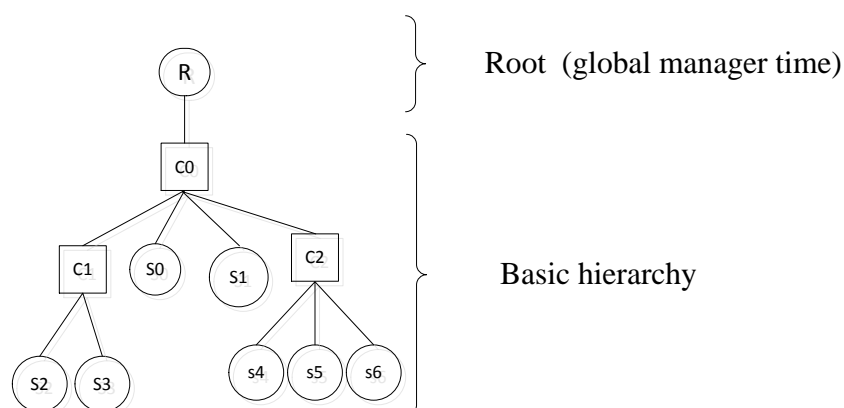 R
Root (global manager time)
C0
C1
S0
S1
C2
Basic hierarchy
S2
S3
s4
s5
s6